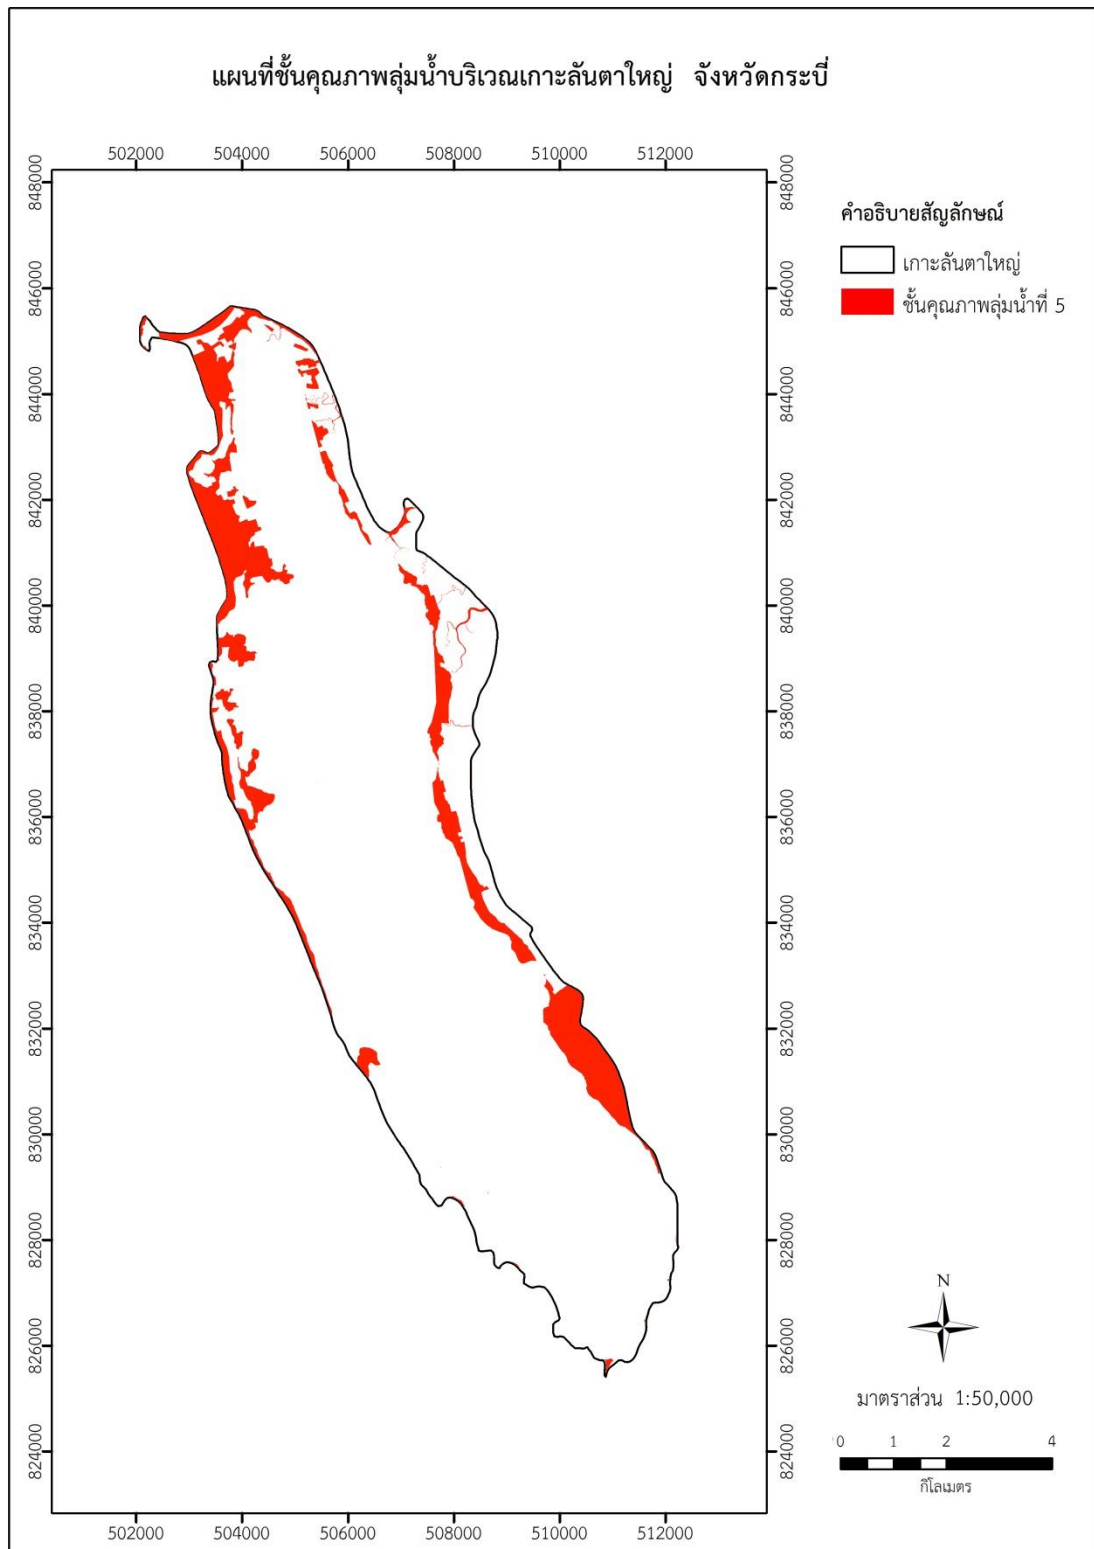 แผนที่ชั้นคุณภาพลุ่มน้ำบริเวณเกาะลันตาใหญ่ จังหวัดกระบี่
502000 504000 506000 508000 510000 512000
848000 848000
846000 846000
844000 844000
842000 842000
840000 840000
838000 838000
836000 836000
834000 834000
832000 832000
830000 830000
828000 828000
826000 826000
824000 824000
502000 504000 506000 508000 510000 512000
คำอธิบายสัญลักษณ์
เกาะลันตาใหญ่
ชั้นคุณภาพลุ่มน้ำที่ 5
N
มาตราส่วน 1:50,000
0 1 2 4
กิโลเมตร